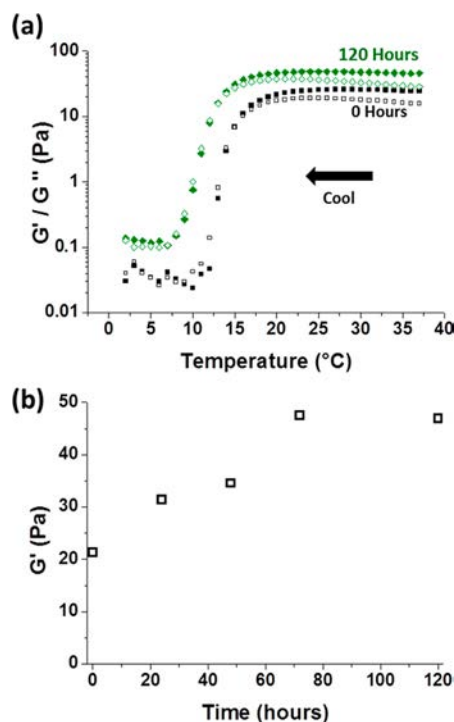 (a)
100
10
1
0.1
0.01
G' / G'' (Pa)
120 Hours
0 Hours
Cool
0 5 10 15 20 25 30 35 40
Temperature (°C)
(b)
50
40
30
20
10
0
G' (Pa)
0 20 40 60 80 100 120
Time (hours)